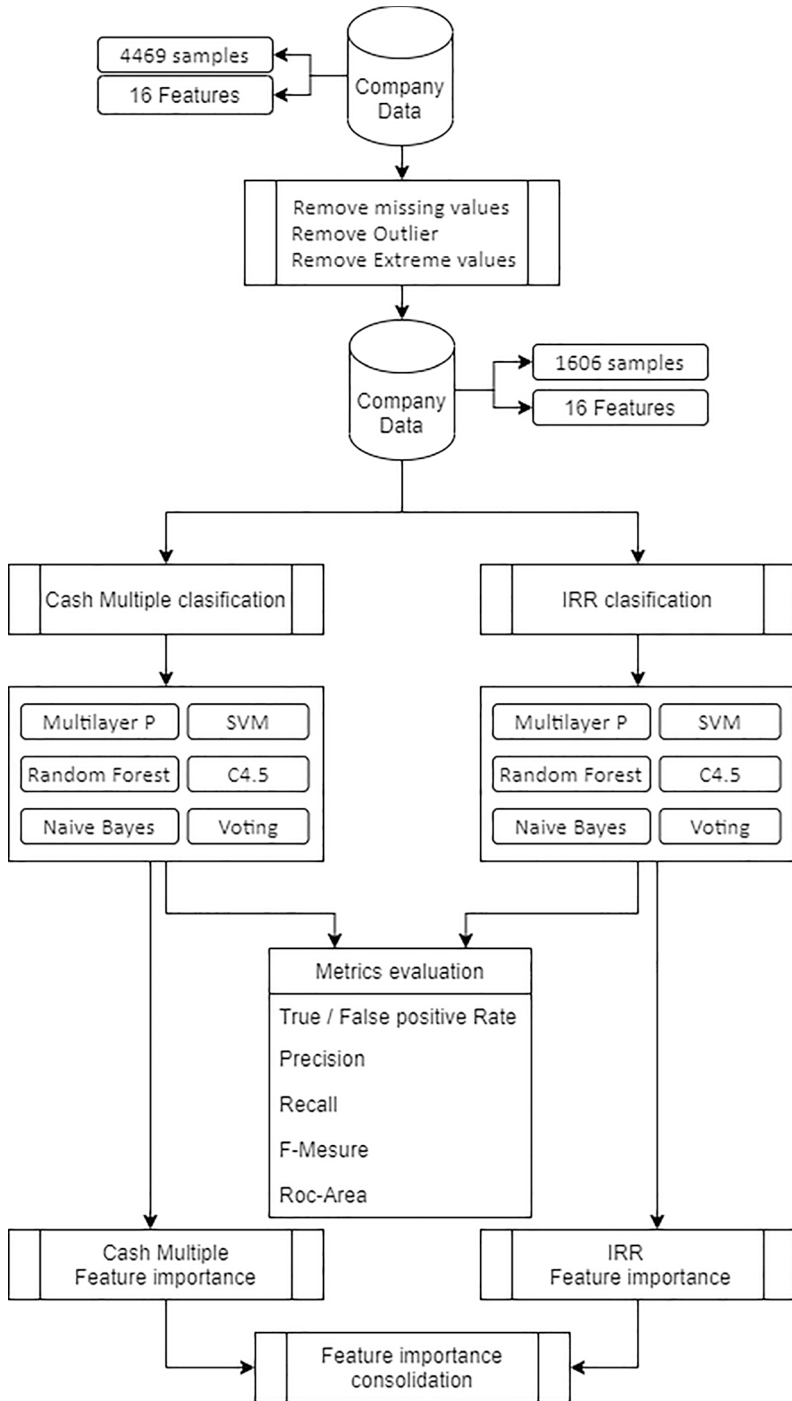 4469 samples
16 Features
Company
Data
Remove missing values
Remove Outlier
Remove Extreme values
Company
Data
1606 samples
16 Features
Cash Multiple clasification
IRR clasification
Multilayer P
SVM
Random Forest
C4.5
Naive Bayes
Voting
Multilayer P
SVM
Random Forest
C4.5
Naive Bayes
Voting
Metrics evaluation
True / False positive Rate
Precision
Recall
F-Mesure
Roc-Area
Cash Multiple
Feature importance
IRR
Feature importance
Feature importance
consolidation